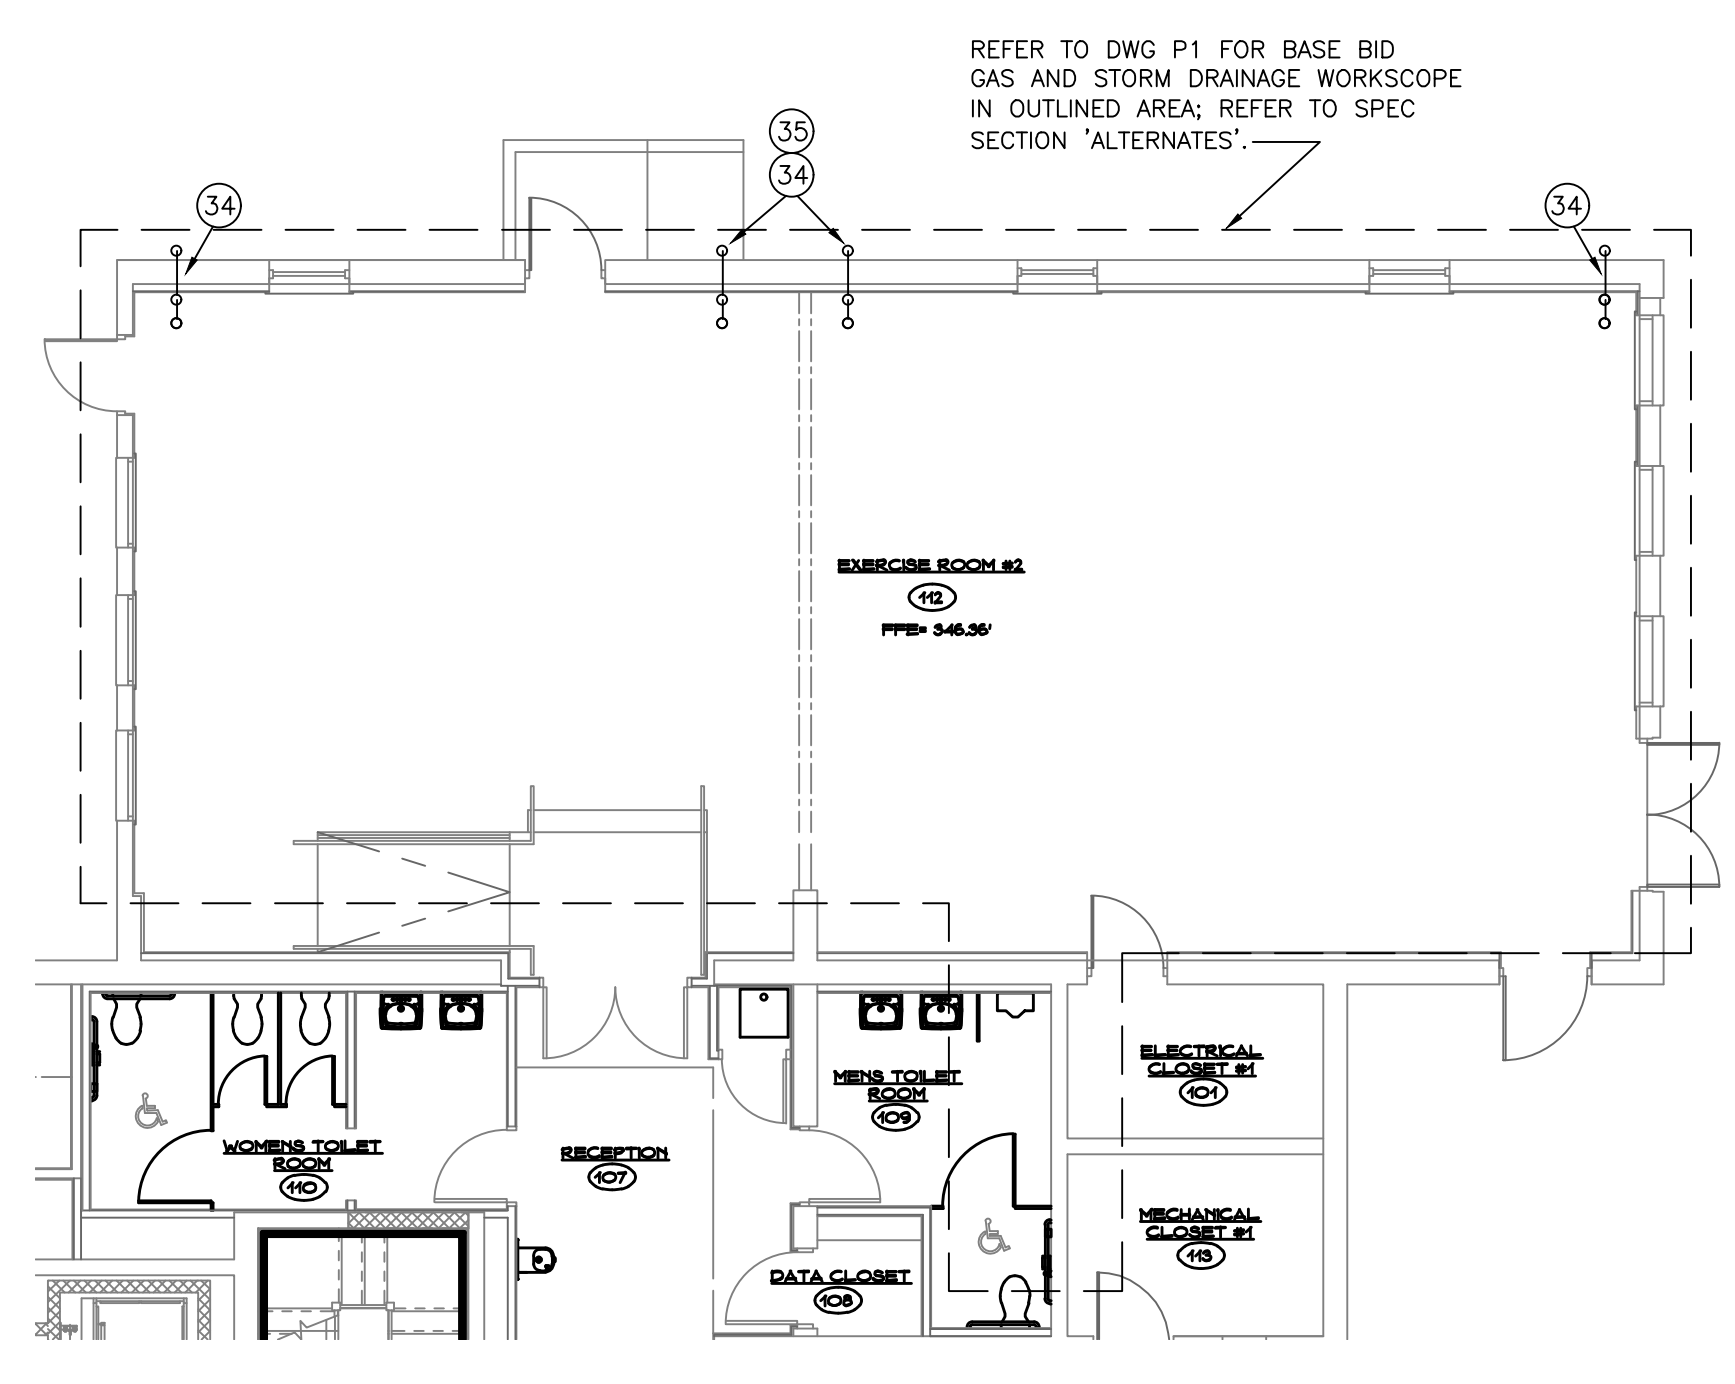 REFER TO DWG P1 FOR BASE BID
GAS AND STORM DRAINAGE WORKSCOPE
IN OUTLINED AREA; REFER TO SPEC
SECTION 'ALTERNATES'.
35
34
34
34
EXERCISE ROOM #2
112
FFE= 346.36'
ELECTRICAL
CLOSET #1
101
MENS TOILET
ROOM
109
WOMENS TOILET
ROOM
110
RECEPTION
107
MECHANICAL
CLOSET #1
113
DATA CLOSET
108